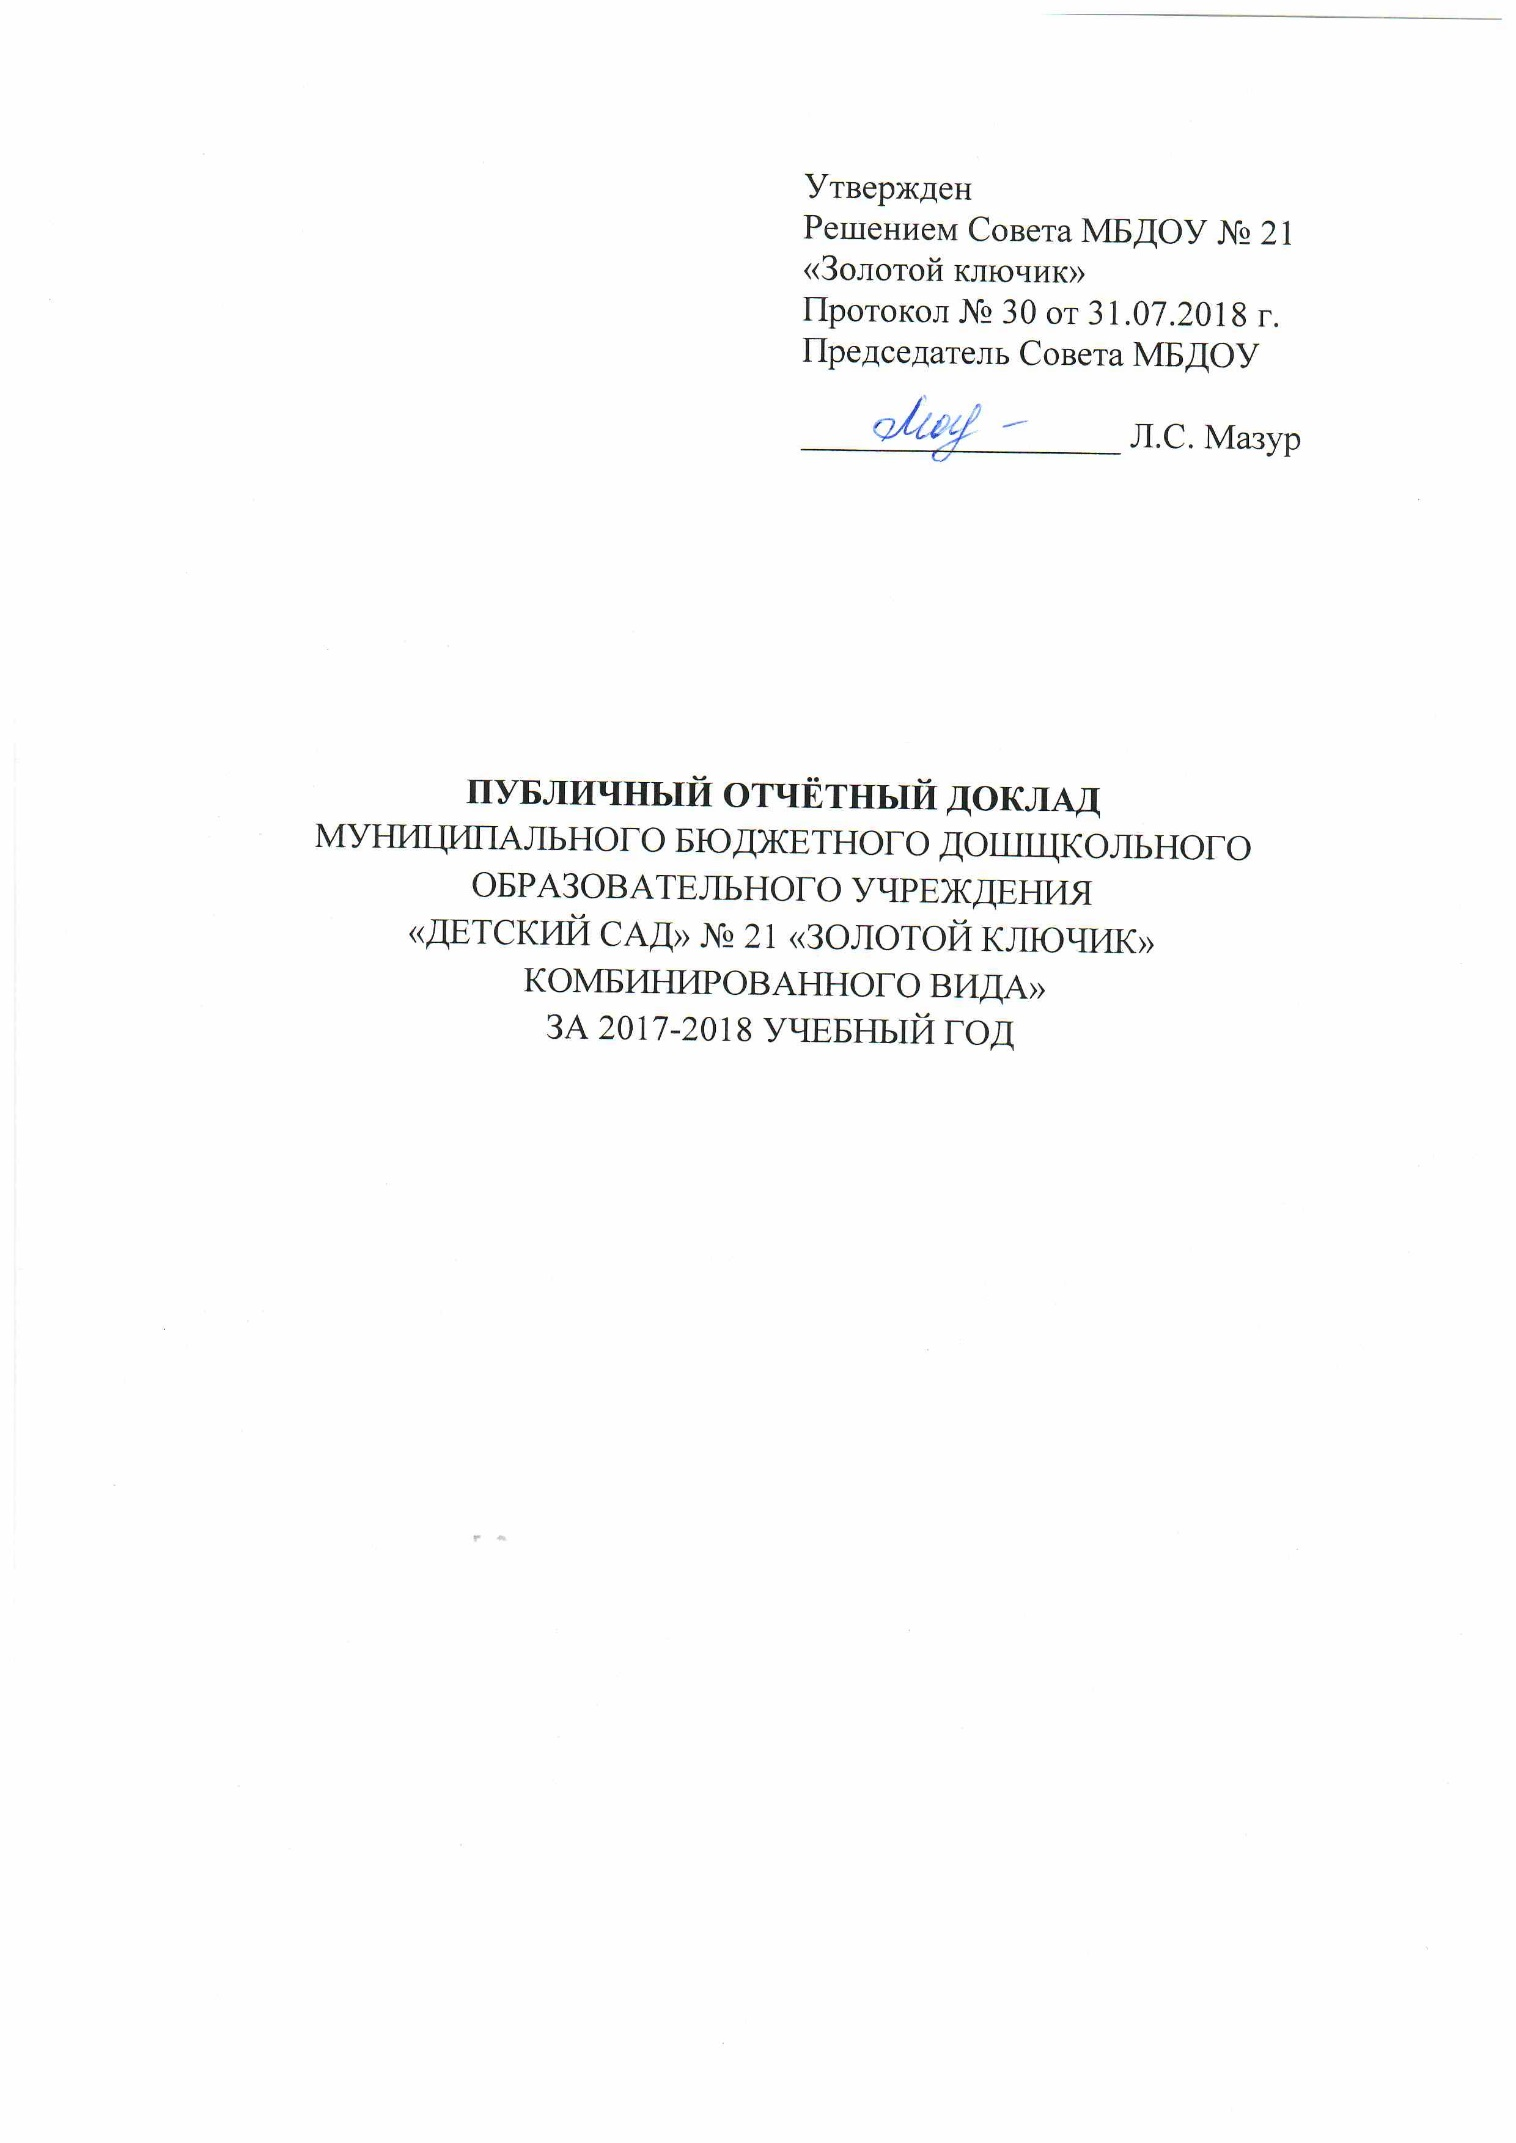 Утвержден
Решением Совета МБДОУ № 21
«Золотой ключик»
Протокол № 30 от 31.07.2018 г.
Председатель Совета МБДОУ
Л.С. Мазур
ПУБЛИЧНЫЙ ОТЧЁТНЫЙ ДОКЛАД
МУНИЦИПАЛЬНОГО БЮДЖЕТНОГО ДОШЩКОЛЬНОГО
ОБРАЗОВАТЕЛЬНОГО УЧРЕЖДЕНИЯ
«ДЕТСКИЙ САД» № 21 «ЗОЛОТОЙ КЛЮЧИК»
КОМБИНИРОВАННОГО ВИДА»
ЗА 2017-2018 УЧЕБНЫЙ ГОД